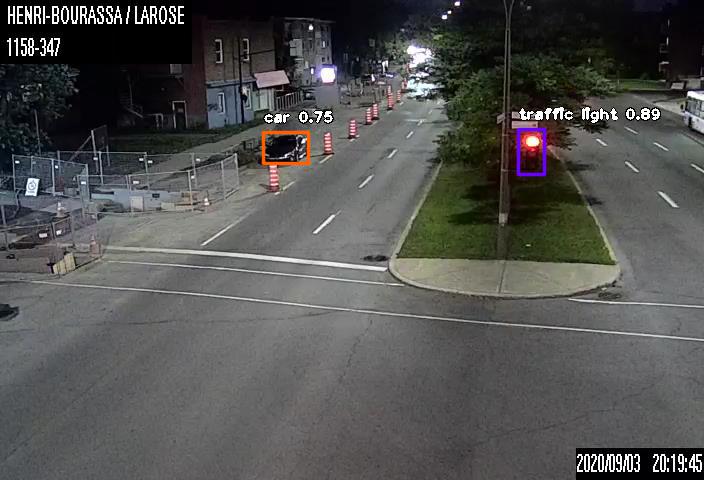 HENRI-BOURASSA / LAROSE
1158-347
car 0.75
traffic light 0.89
2020/09/03 20:19:45